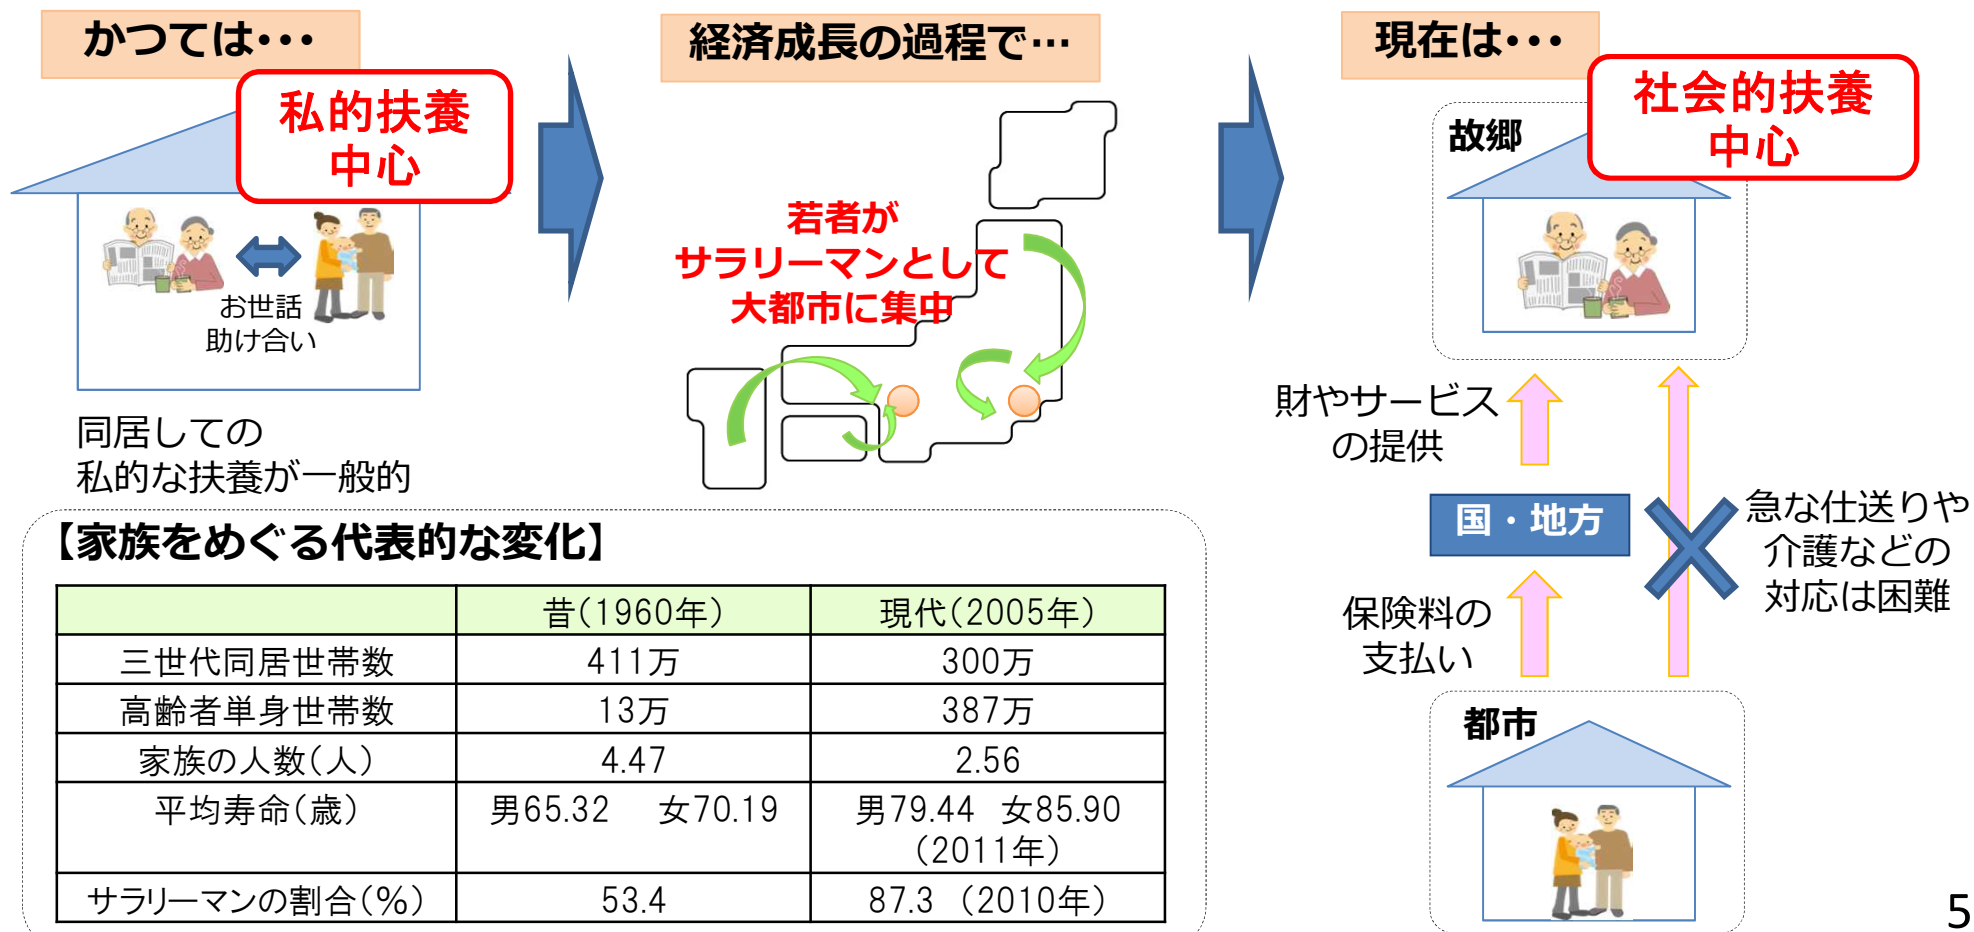 かつては･･･
私的扶養
中心
お世話
助け合い
同居しての
私的な扶養が一般的
経済成長の過程で…
若者が
サラリーマンとして
大都市に集中
現在は･･･
社会的扶養
中心
故郷
財やサービス
の提供
国・地方
急な仕送りや
介護などの
対応は困難
保険料の
支払い
都市
【家族をめぐる代表的な変化】
昔(1960年) 現代(2005年)
三世代同居世帯数 411万 300万
高齢者単身世帯数 13万 387万
家族の人数(人) 4.47 2.56
平均寿命(歳) 男65.32 女70.19 男79.44 女85.90
(2011年)
サラリーマンの割合(%) 53.4 87.3 (2010年)
5